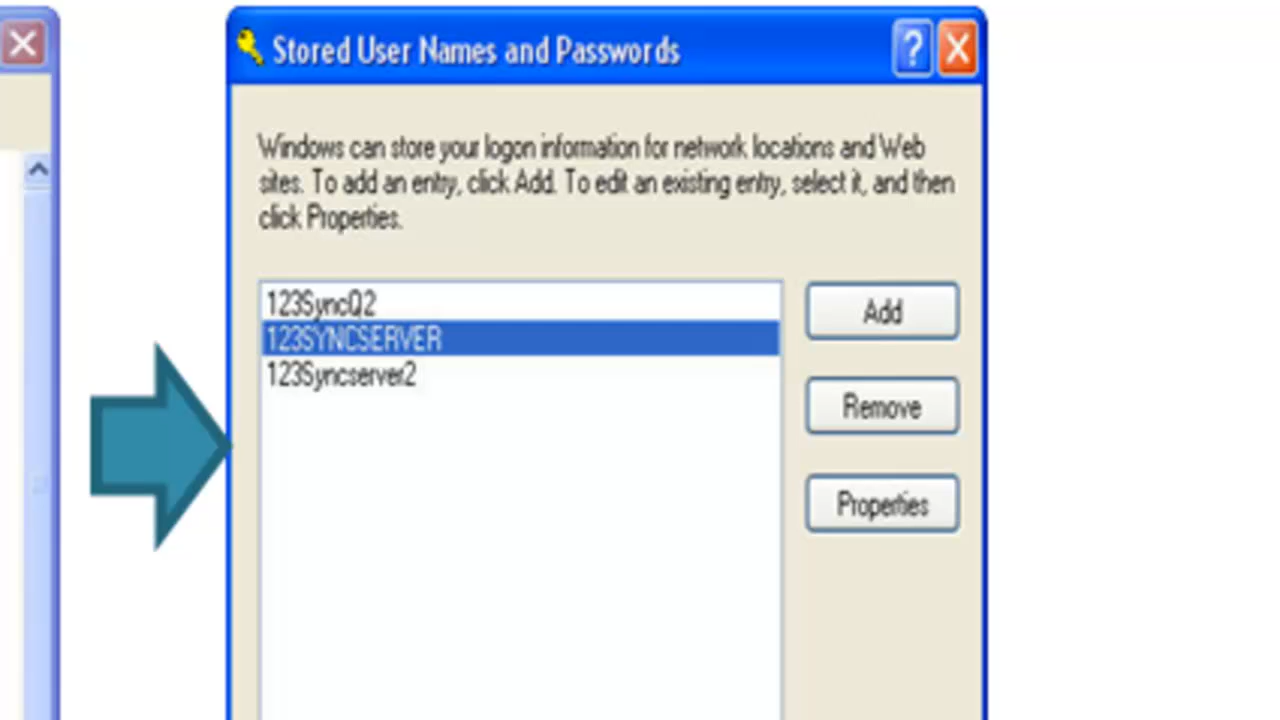 Stored User Names and Passwords
?
Windows can store your logon information for network locations and Web
sites. To add an entry, click Add. To edit an existing entry, select it, and then
click Properties.
123SyncQ2
123SYNCSERVER
123Syncserver2
Add
Remove
Properties